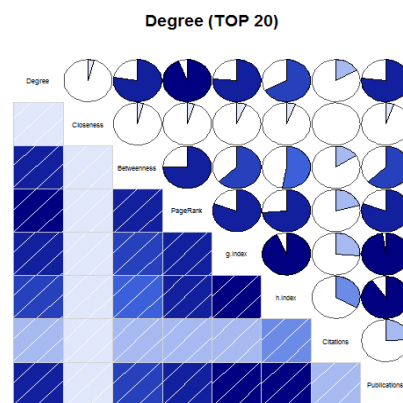 Degree (TOP 20)
Degree
Closeness
Betweenness
PageRank
g.index
h.index
Citations
Publications